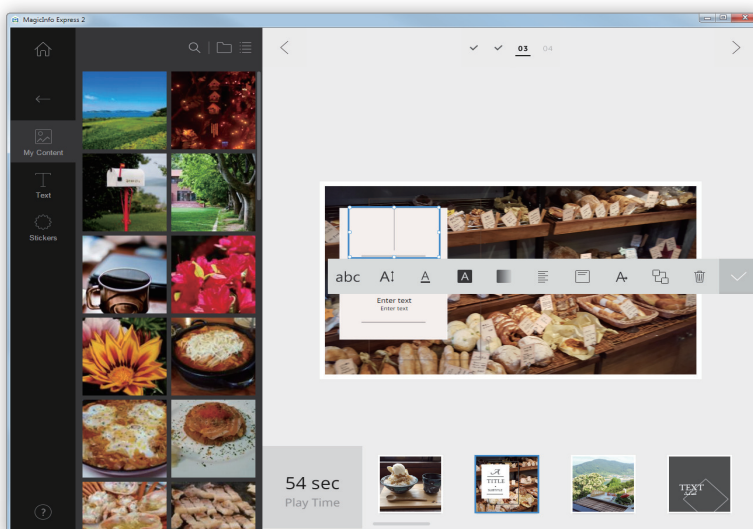 MagicInfo Express 2
03 04
My Content
Text
Stickers
abc
A
A
A
A
Enter text
Enter text
54 sec
Play Time
TITLE
SUBTITLE
TEXT
?